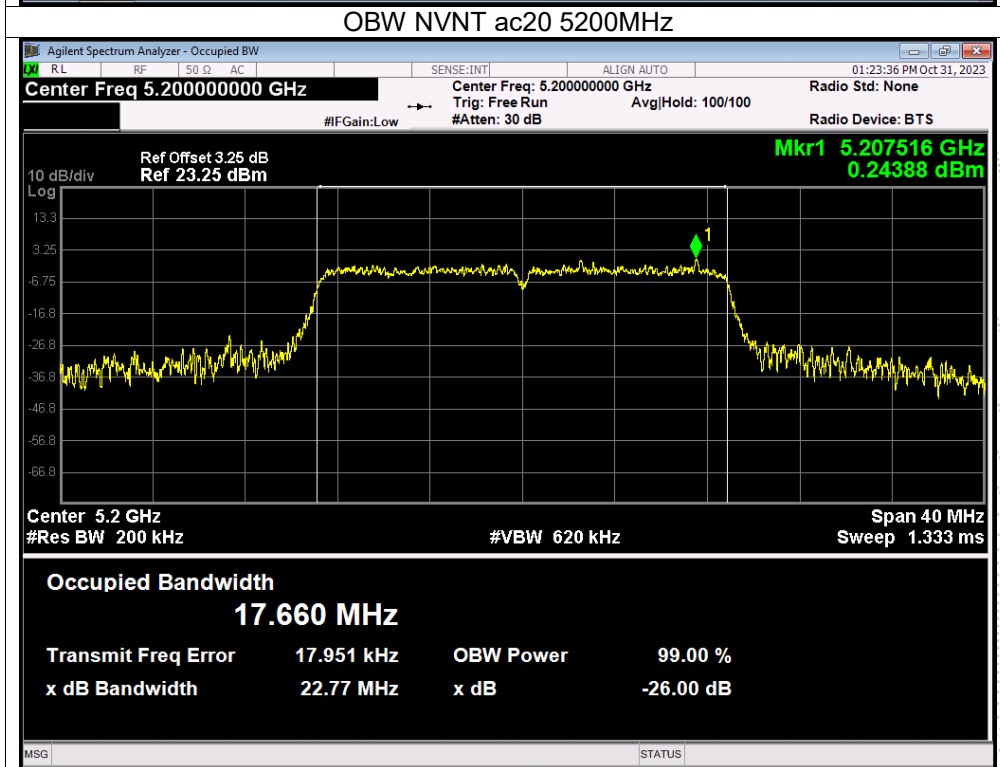 OBW NVNT ac20 5200MHz
Agilent Spectrum Analyzer - Occupied BW
LXI RL RF 50 Ω AC SENSE:INT ALIGN AUTO 01:23:36 PM Oct 31, 2023
Center Freq 5.200000000 GHz Center Freq: 5.200000000 GHz Radio Std: None
Trig: Free Run Avg|Hold: 100/100
#IFGain:Low #Atten: 30 dB Radio Device: BTS
Mkr1 5.207516 GHz
0.24388 dBm
Ref Offset 3.25 dB
10 dB/div Ref 23.25 dBm
Log
13.3
1
3.25
-6.75
-16.8
-26.8
-36.8
-46.8
-56.8
-66.8
Center 5.2 GHz Span 40 MHz
#Res BW 200 kHz #VBW 620 kHz Sweep 1.333 ms
Occupied Bandwidth
17.660 MHz
Transmit Freq Error 17.951 kHz OBW Power 99.00 %
x dB Bandwidth 22.77 MHz x dB -26.00 dB
MSG STATUS